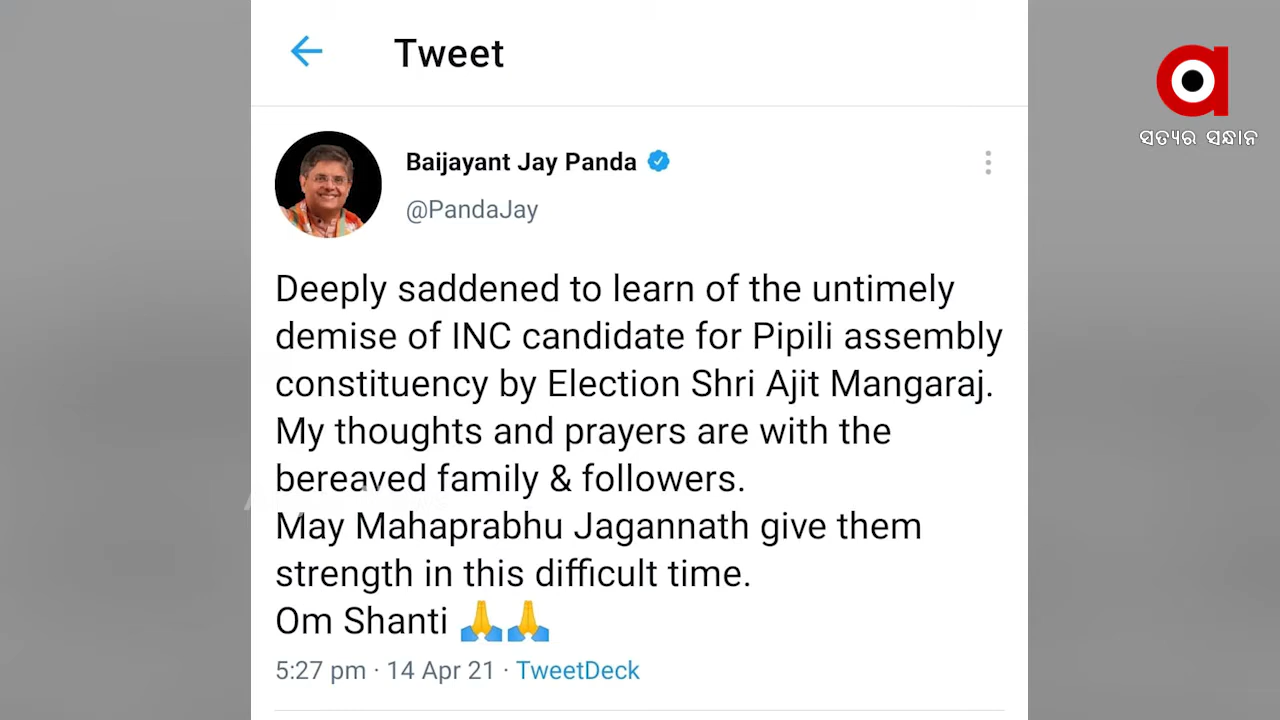 Tweet
ସତ୍ୟର ସନ୍ଧାନ
Baijayant Jay Panda
@PandaJay
Deeply saddened to learn of the untimely
demise of INC candidate for Pipili assembly
constituency by Election Shri Ajit Mangaraj.
My thoughts and prayers are with the
bereaved family & followers.
May Mahaprabhu Jagannath give them
strength in this difficult time.
Om Shanti 🙏🙏
5:27 pm · 14 Apr 21 · TweetDeck